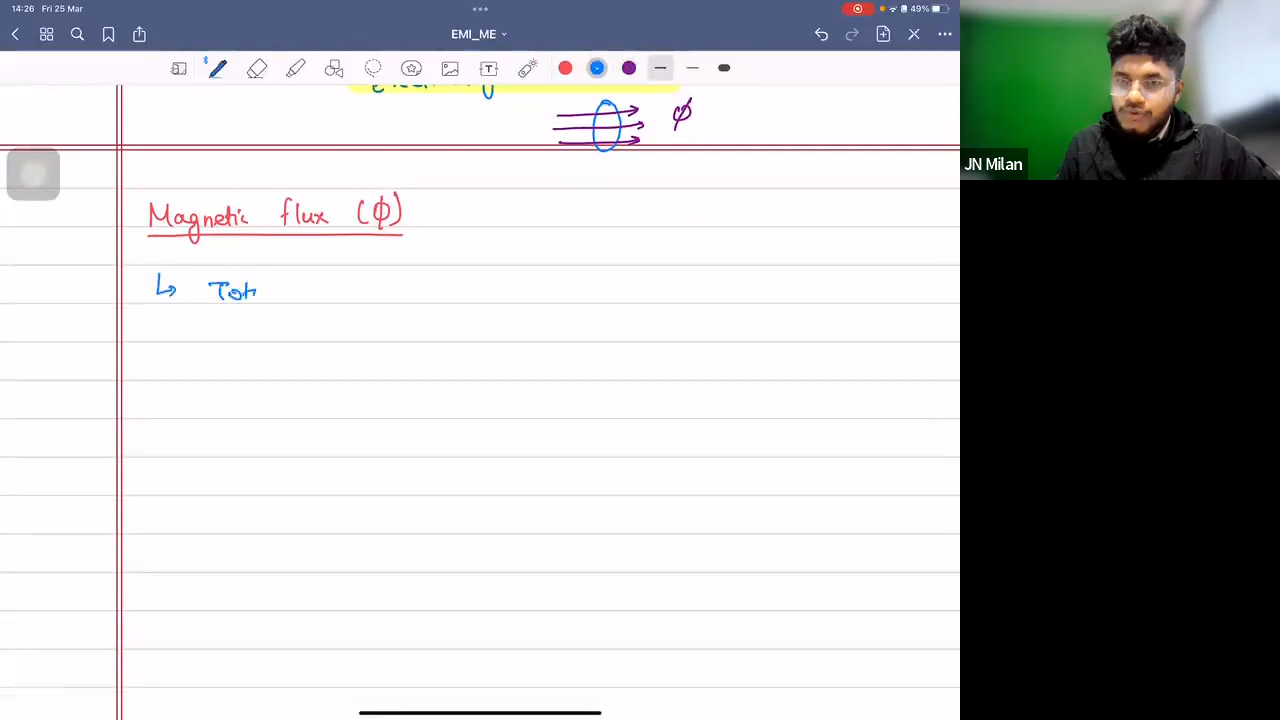 14:26 Fri 25 Mar
49%
EMI_ME
φ
JN Milan
Magnetic flux (φ)
↳ Tot